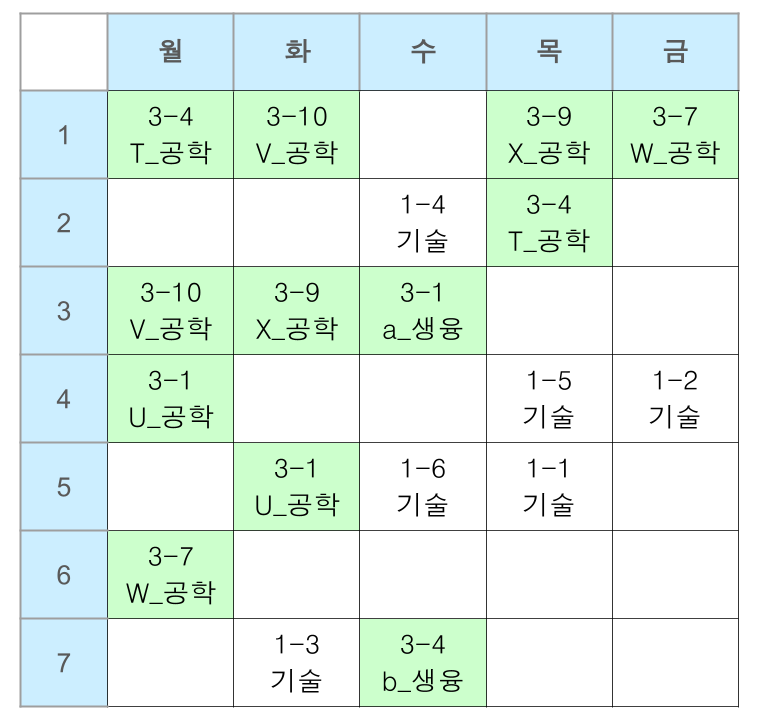 월 화 수 목 금
1
3-4 3-10 3-9 3-7
T_공학 V_공학 X_공학 W_공학
2
1-4 3-4
기술 T_공학
3
3-10 3-9 3-1
V_공학 X_공학 a_생융
4
3-1 1-5 1-2
U_공학 기술 기술
5
3-1 1-6 1-1
U_공학 기술 기술
6
3-7
W_공학
7
1-3 3-4
기술 b_생융